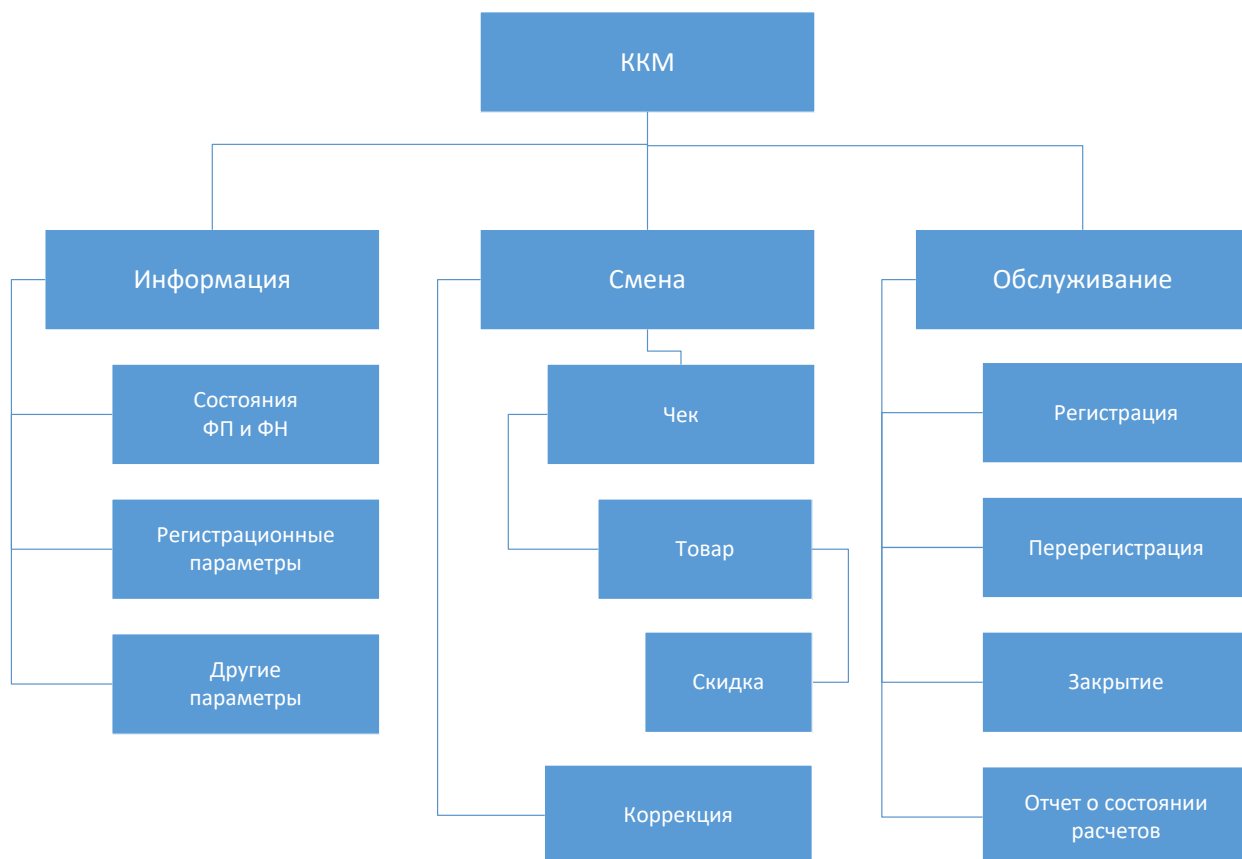 ККМ
Информация
Смена
Обслуживание
Состояния
ФП и ФН
Чек
Регистрация
Регистрационные
параметры
Товар
Перерегистрация
Другие
параметры
Скидка
Закрытие
Коррекция
Отчет о состоянии
расчетов